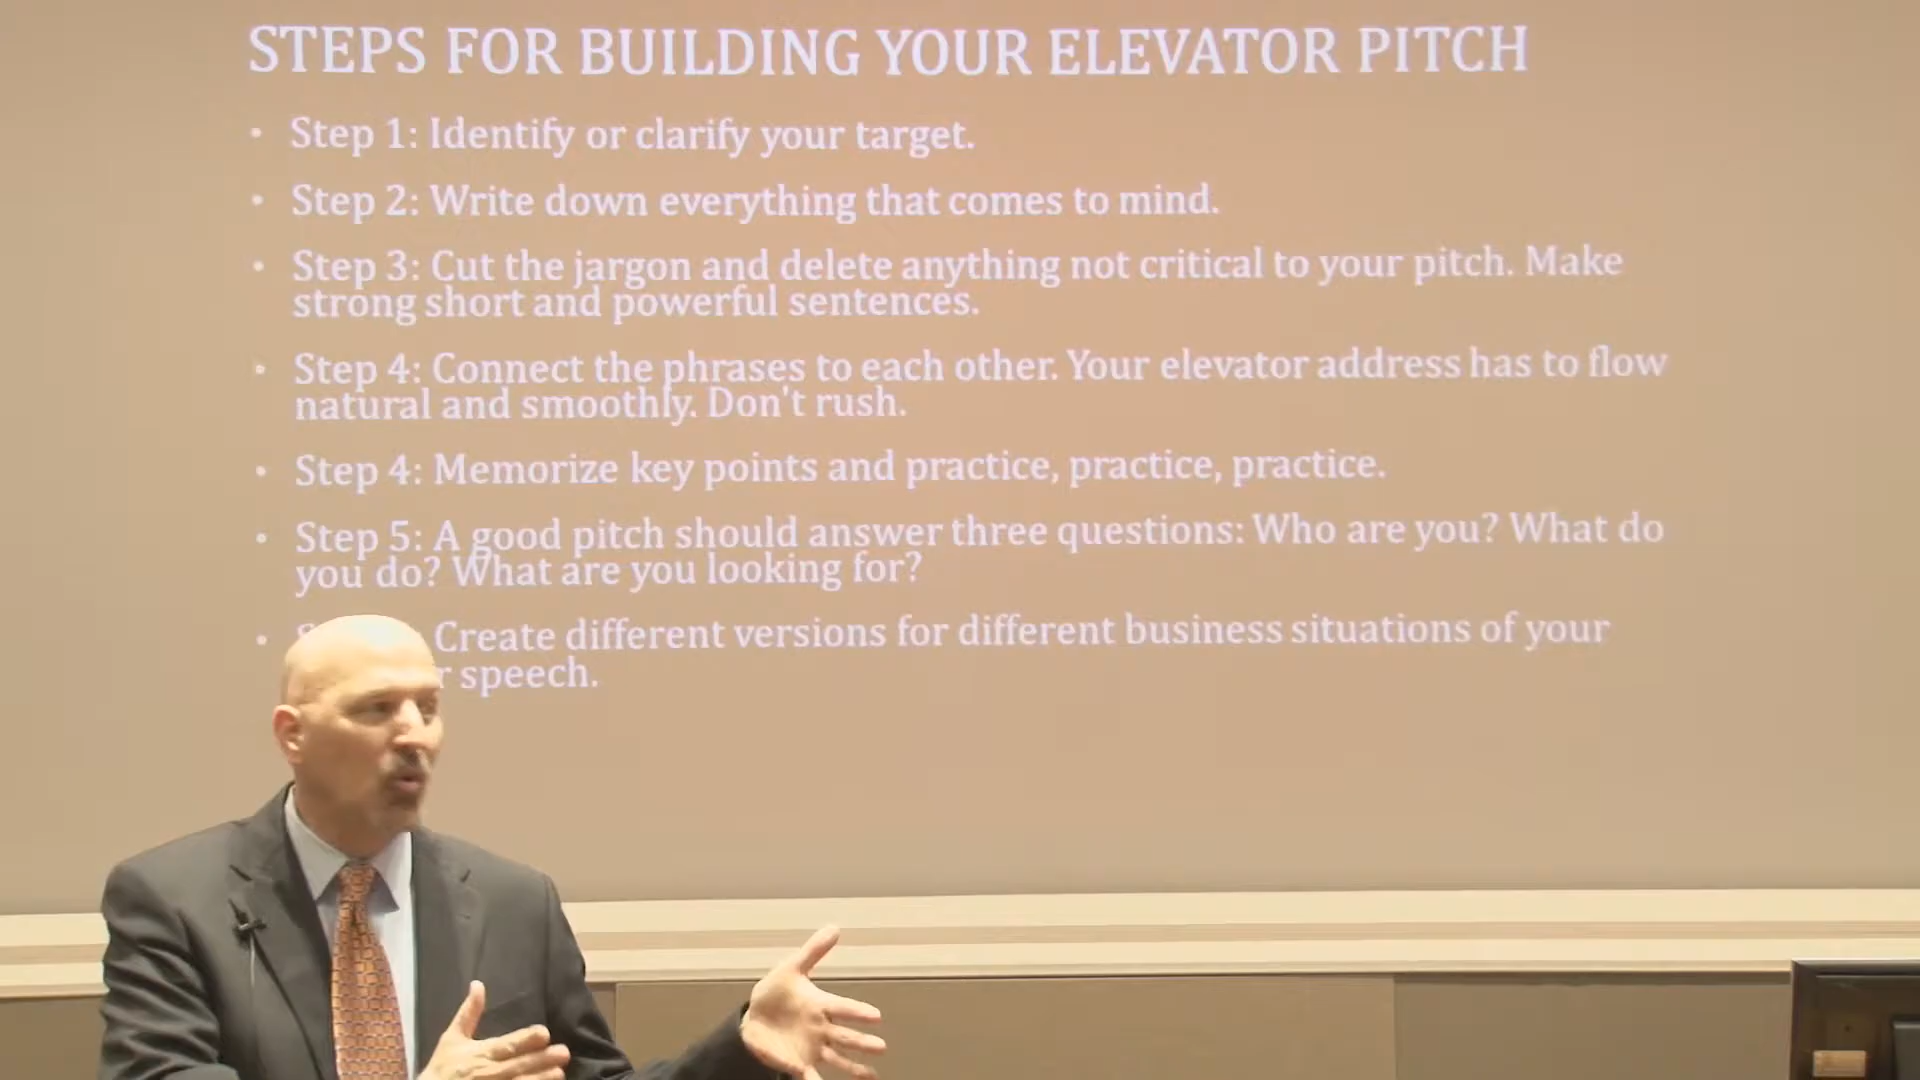 STEPS FOR BUILDING YOUR ELEVATOR PITCH
• Step 1: Identify or clarify your target.
• Step 2: Write down everything that comes to mind.
• Step 3: Cut the jargon and delete anything not critical to your pitch. Make
strong short and powerful sentences.
• Step 4: Connect the phrases to each other. Your elevator address has to flow
natural and smoothly. Don't rush.
• Step 4: Memorize key points and practice, practice, practice.
• Step 5: A good pitch should answer three questions: Who are you? What do
you do? What are you looking for?
• Create different versions for different business situations of your
speech.